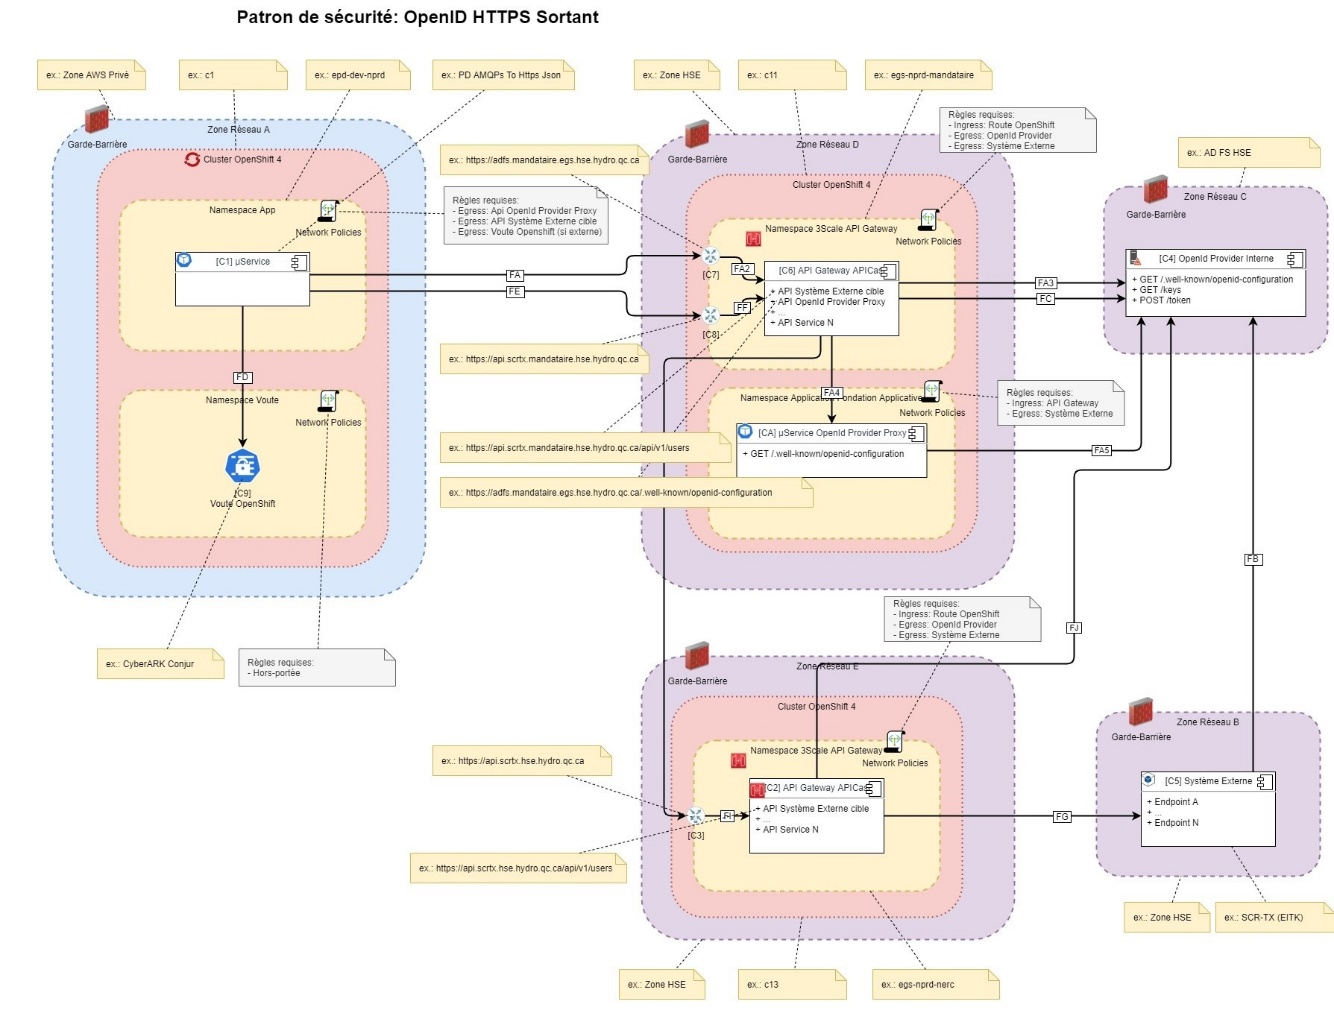 Patron de sécurité: OpenID HTTPS Sortant
ex.: Zone AWS Privé
ex.: c1
ex.: epd-dev-nprd
ex.: PD AMQPs To Https Json
ex.: Zone HSE
ex.: c11
ex.: egs-nprd-mandataire
Garde-Barrière
Zone Réseau A
Cluster OpenShift 4
Namespace App
Network Policies
[C1] µService
FA
FE
FD
Namespace Voute
Network Policies
[C9]
Voute OpenShift
ex.: CyberARK Conjur
Règles requises:
- Hors-portée
ex.: https://adfs.mandataire.egs.hse.hydro.qc.ca
Règles requises:
- Egress: Api OpenId Provider Proxy
- Egress: API Système Externe cible
- Egress: Voute Openshift (si externe)
ex.: https://api.scrtx.mandataire.hse.hydro.qc.ca
ex.: https://api.scrtx.mandataire.hse.hydro.qc.ca/api/v1/users
ex.: https://adfs.mandataire.egs.hse.hydro.qc.ca/.well-known/openid-configuration
Garde-Barrière
Zone Réseau D
Cluster OpenShift 4
Règles requises:
- Ingress: Route OpenShift
- Egress: OpenId Provider
- Egress: Système Externe
Namespace 3Scale API Gateway
Network Policies
[C7]
FA2
[C8]
FF
[C6] API Gateway APICas
+ API Système Externe cible
+ API OpenId Provider Proxy
+ ...
+ API Service N
FA3
FC
FA4
Namespace Application Fondation Applicative
Network Policies
Règles requises:
- Ingress: API Gateway
- Egress: Système Externe
[CA] µService OpenId Provider Proxy
+ GET /.well-known/openid-configuration
FA5
ex.: AD FS HSE
Garde-Barrière
Zone Réseau C
[C4] OpenId Provider Interne
+ GET /.well-known/openid-configuration
+ GET /keys
+ POST /token
FB
FJ
Règles requises:
- Ingress: Route OpenShift
- Egress: OpenId Provider
- Egress: Système Externe
Garde-Barrière
Zone Réseau E
Cluster OpenShift 4
Namespace 3Scale API Gateway
Network Policies
[C2] API Gateway APICas
+ API Système Externe cible
+ ...
+ API Service N
[C3]
FI
FG
ex.: https://api.scrtx.hse.hydro.qc.ca
ex.: https://api.scrtx.hse.hydro.qc.ca/api/v1/users
Garde-Barrière
Zone Réseau B
[C5] Système Externe
+ Endpoint A
+ ...
+ Endpoint N
ex.: Zone HSE
ex.: SCR-TX (EITK)
ex.: Zone HSE
ex.: c13
ex.: egs-nprd-nerc